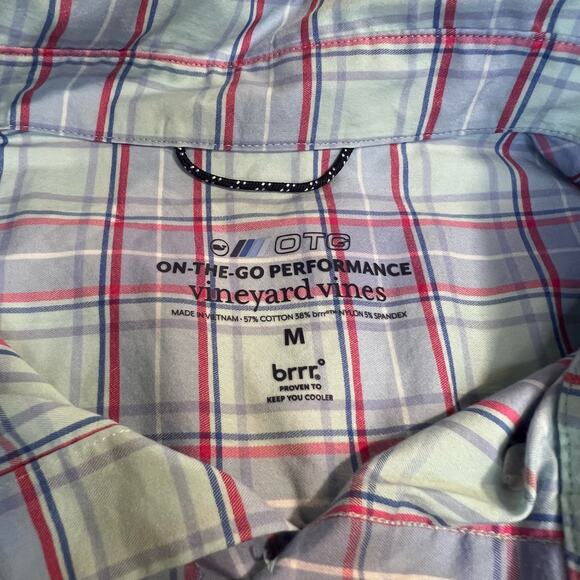 OTG
ON-THE-GO PERFORMANCE
vineyard vines
MADE IN VIETNAM • 57% COTTON 38% brrr°™ NYLON 5% SPANDEX
M
brrr°
PROVEN TO
KEEP YOU COOLER